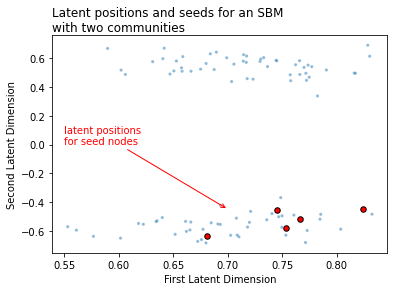 Latent positions and seeds for an SBM
with two communities
Second Latent Dimension
0.6
0.4
0.2
0.0
−0.2
−0.4
−0.6
latent positions
for seed nodes
0.55
0.60
0.65
0.70
0.75
0.80
First Latent Dimension